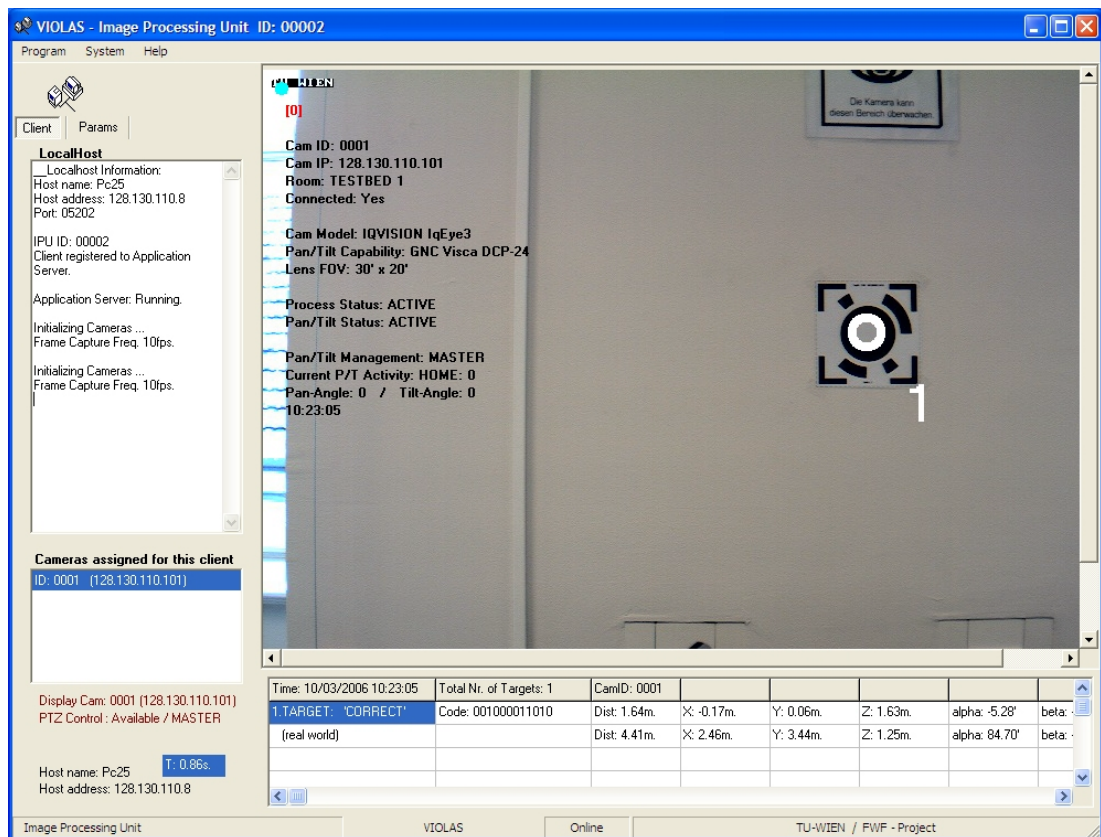 VIOLAS - Image Processing Unit ID: 00002
Program System Help
Client Params
LocalHost
__Localhost Information:
Host name: Pc25
Host address: 128.130.110.8
Port: 05202
IPU ID: 00002
Client registered to Application
Server.
Application Server: Running.
Initializing Cameras ...
Frame Capture Freq. 10fps.
Initializing Cameras ...
Frame Capture Freq. 10fps.
Cameras assigned for this client
ID: 0001 (128.130.110.101)
Display Cam: 0001 (128.130.110.101)
PTZ Control : Available / MASTER
T: 0.86s.
Host name: Pc25
Host address: 128.130.110.8
WIEN
[0]
Cam ID: 0001
Cam IP: 128.130.110.101
Room: TESTBED 1
Connected: Yes
Cam Model: IQVISION IqEye3
Pan/Tilt Capability: GNC Visca DCP-24
Lens FOV: 30' x 20'
Process Status: ACTIVE
Pan/Tilt Status: ACTIVE
Pan/Tilt Management: MASTER
Current P/T Activity: HOME: 0
Pan-Angle: 0 / Tilt-Angle: 0
10:23:05
Die Kamera kann
diesen Bereich überwachen.
1
Time: 10/03/2006 10:23:05 Total Nr. of Targets: 1 CamID: 0001
1.TARGET: 'CORRECT' Code: 001000011010 Dist: 1.64m. X: -0.17m. Y: 0.06m. Z: 1.63m. alpha: -5.28' beta: -
(real world) Dist: 4.41m. X: 2.46m. Y: 3.44m. Z: 1.25m. alpha: 84.70' beta: -
Image Processing Unit VIOLAS Online TU-WIEN / FWF - Project